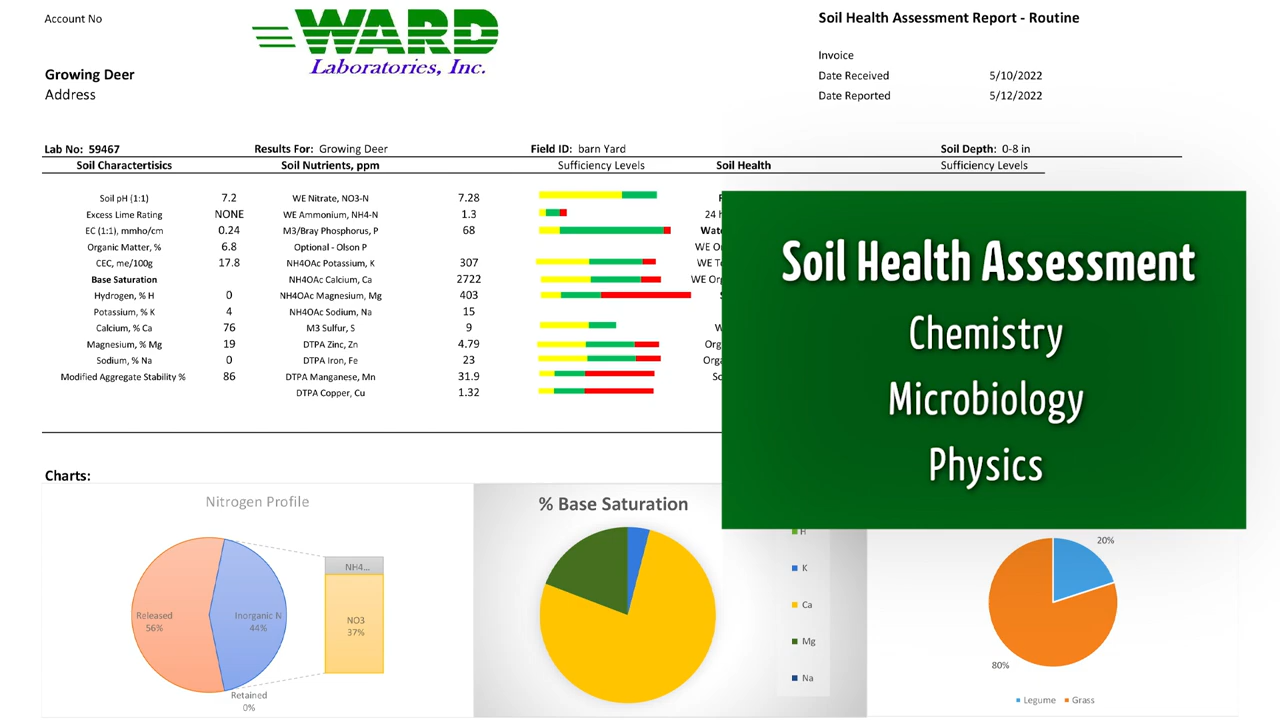 Account No
WARD
Laboratories, Inc.
Soil Health Assessment Report - Routine
Invoice
Growing Deer
Date Received 5/10/2022
Address
Date Reported 5/12/2022
Lab No: 59467 Results For: Growing Deer Field ID: barn Yard Soil Depth: 0-8 in
Soil Charactertisics Soil Nutrients, ppm Sufficiency Levels Soil Health Sufficiency Levels
Soil pH (1:1) 7.2 WE Nitrate, NO3-N 7.28
Excess Lime Rating NONE WE Ammonium, NH4-N 1.3 24
EC (1:1), mmho/cm 0.24 M3/Bray Phosphorus, P 68
Organic Matter, % 6.8 Optional - Olson P WE
CEC, me/100g 17.8 NH4OAc Potassium, K 307 WE
Base Saturation NH4OAc Calcium, Ca 2722 WE
Hydrogen, % H 0 NH4OAc Magnesium, Mg 403
Potassium, % K 4 NH4OAc Sodium, Na 15
Calcium, % Ca 76 M3 Sulfur, S 9
Magnesium, % Mg 19 DTPA Zinc, Zn 4.79
Sodium, % Na 0 DTPA Iron, Fe 23
Modified Aggregate Stability % 86 DTPA Manganese, Mn 31.9
DTPA Copper, Cu 1.32
Soil Health Assessment
Chemistry
Microbiology
Physics
Charts:
Nitrogen Profile
Released
56%
Inorganic N
44%
Retained
0%
NH4...
NO3
37%
% Base Saturation
H
K
Ca
Mg
Na
20%
80%
Legume Grass